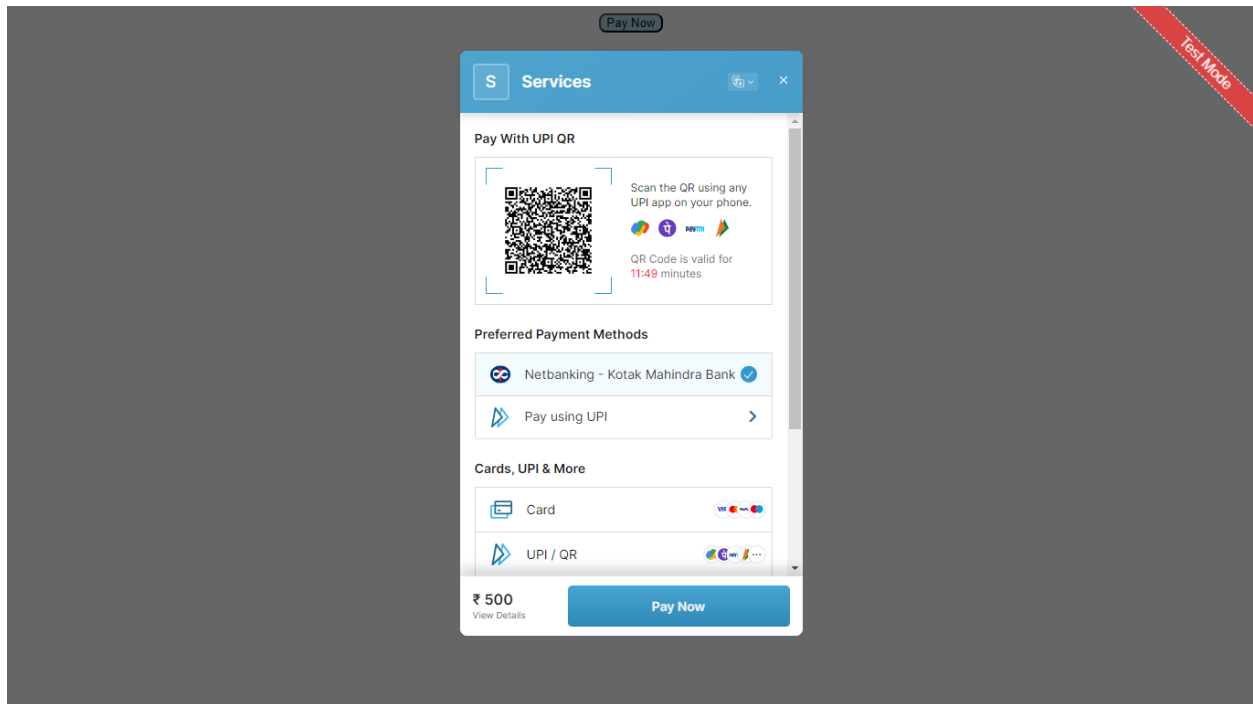 Pay Now
Test Mode
S Services
Pay With UPI QR
Scan the QR using any
UPI app on your phone.
पे Paytm
QR Code is valid for
11:49 minutes
Preferred Payment Methods
Netbanking - Kotak Mahindra Bank
Pay using UPI
Cards, UPI & More
Card
VISA
UPI / QR
₹ 500
View Details
Pay Now